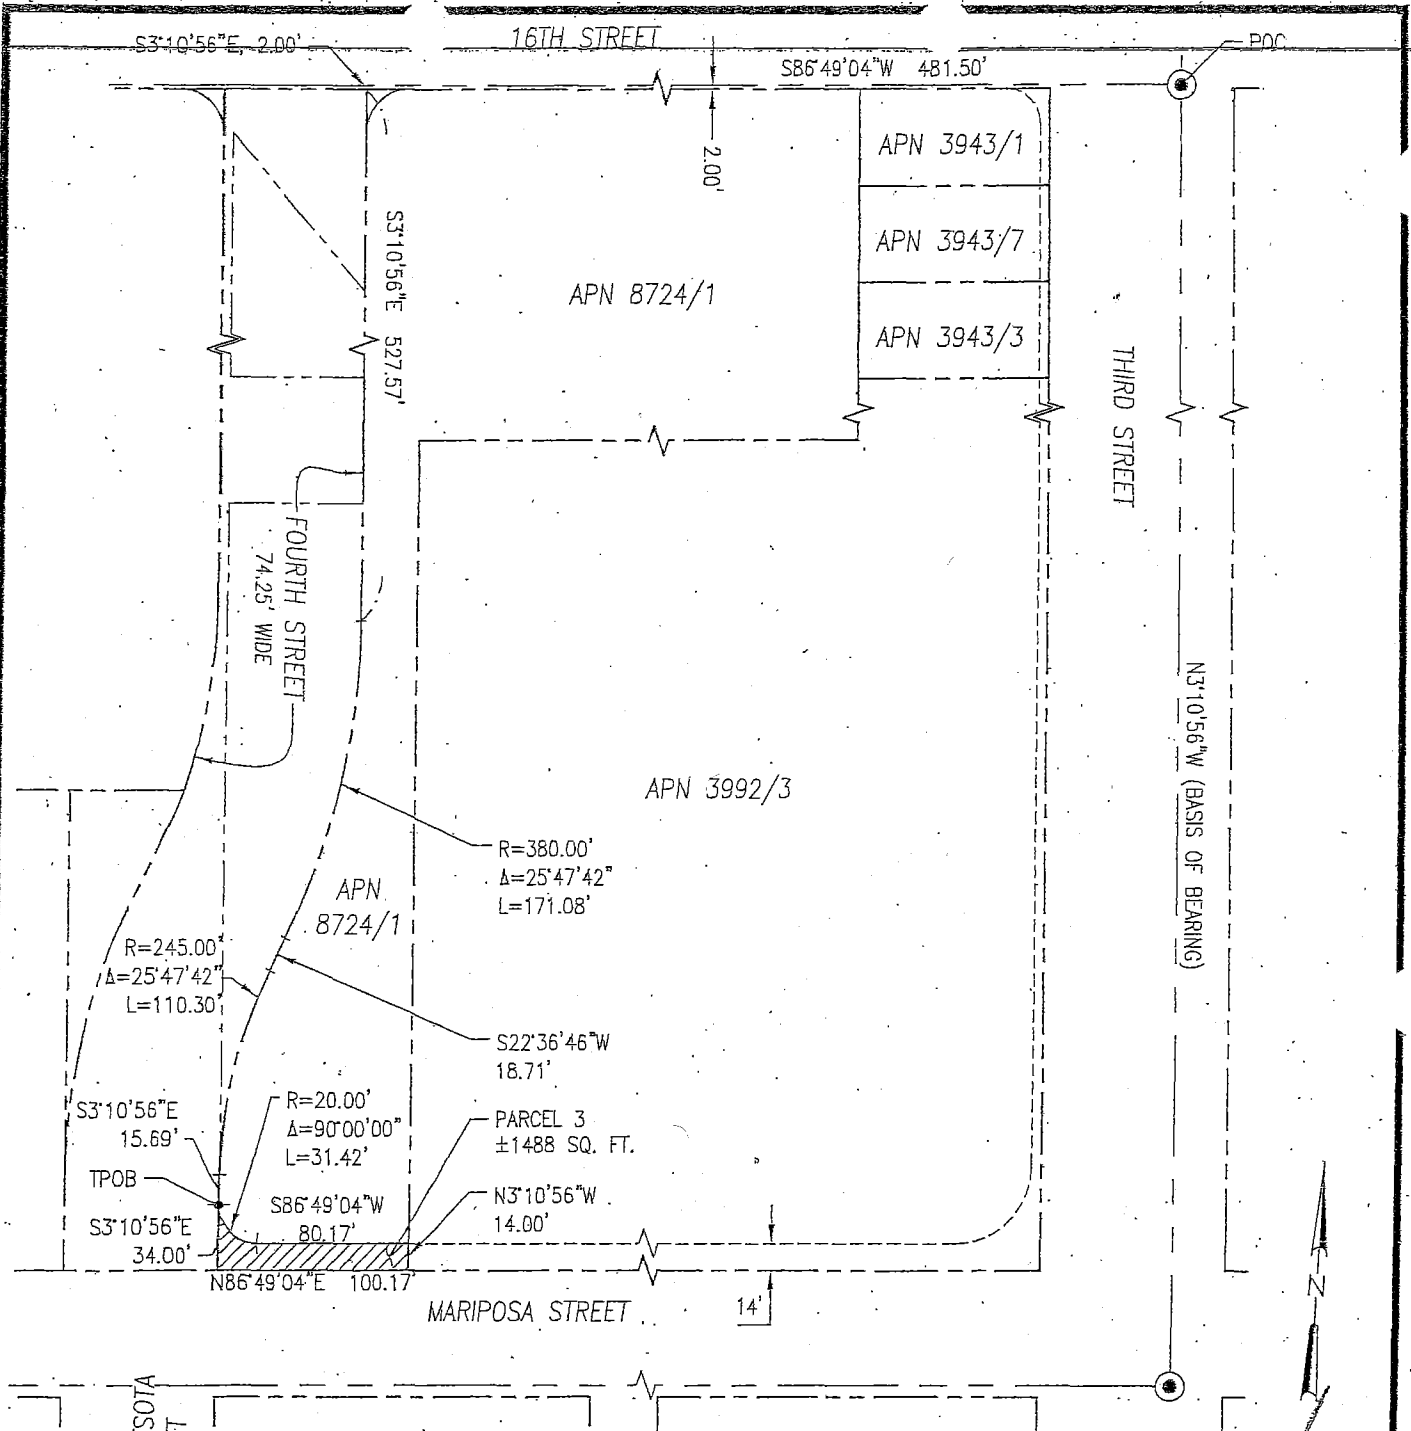 S3°10'56"E, 2.00'
16TH STREET
POC
S86°49'04"W 481.50'
2.00'
APN 3943/1
APN 3943/7
APN 3943/3
S3°10'56"E 527.57'
APN 8724/1
THIRD STREET
FOURTH STREET
74.25' WIDE
N3°10'56"W (BASIS OF BEARING)
APN 3992/3
R=380.00'
Δ=25°47'42"
L=171.08'
APN
8724/1
R=245.00'
Δ=25°47'42"
L=110.30'
S22°36'46"W
18.71'
S3°10'56"E
15.69'
R=20.00'
Δ=90°00'00"
L=31.42'
PARCEL 3
±1488 SQ. FT.
TPOB
S86°49'04"W
80.17'
N3°10'56"W
14.00'
S3°10'56"E
34.00'
N86°49'04"E 100.17'
MARIPOSA STREET
14'
N
SOTA
T